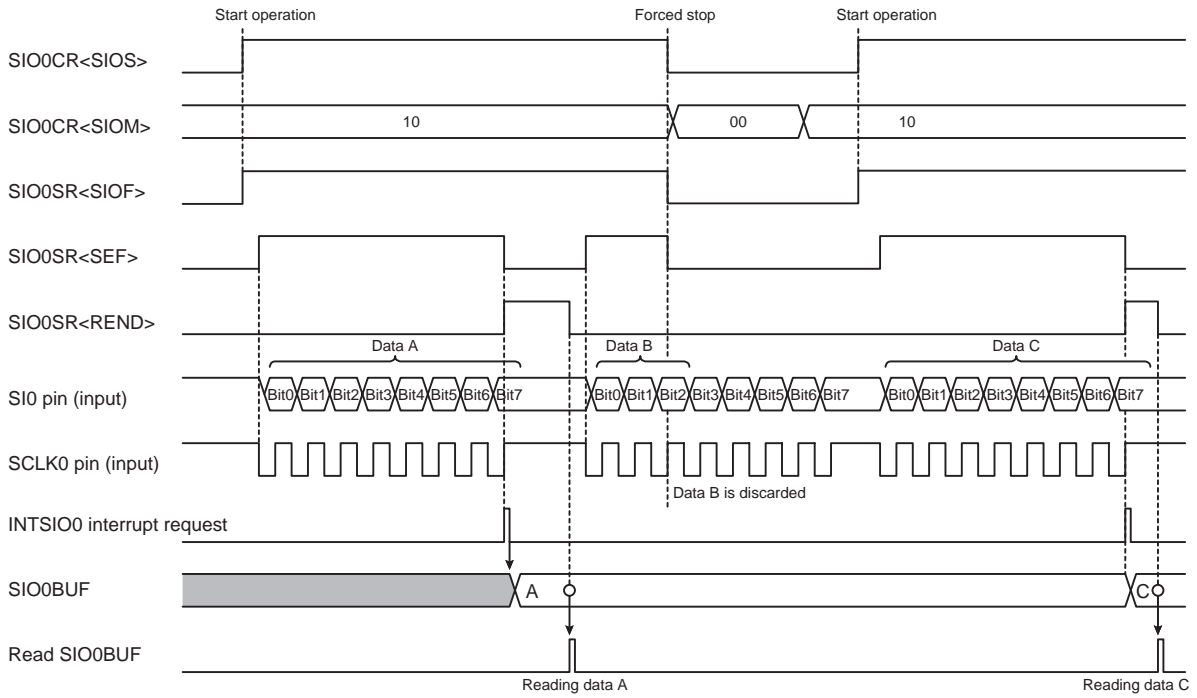 Start operation Forced stop Start operation
SIO0CR<SIOS>
SIO0CR<SIOM> 10 00 10
SIO0SR<SIOF>
SIO0SR<SEF>
SIO0SR<REND>
Data A Data B Data C
SI0 pin (input) Bit0 Bit1 Bit2 Bit3 Bit4 Bit5 Bit6 Bit7 Bit0 Bit1 Bit2 Bit3 Bit4 Bit5 Bit6 Bit7 Bit0 Bit1 Bit2 Bit3 Bit4 Bit5 Bit6 Bit7
SCLK0 pin (input)
Data B is discarded
INTSIO0 interrupt request
SIO0BUF A C
Read SIO0BUF
Reading data A Reading data C